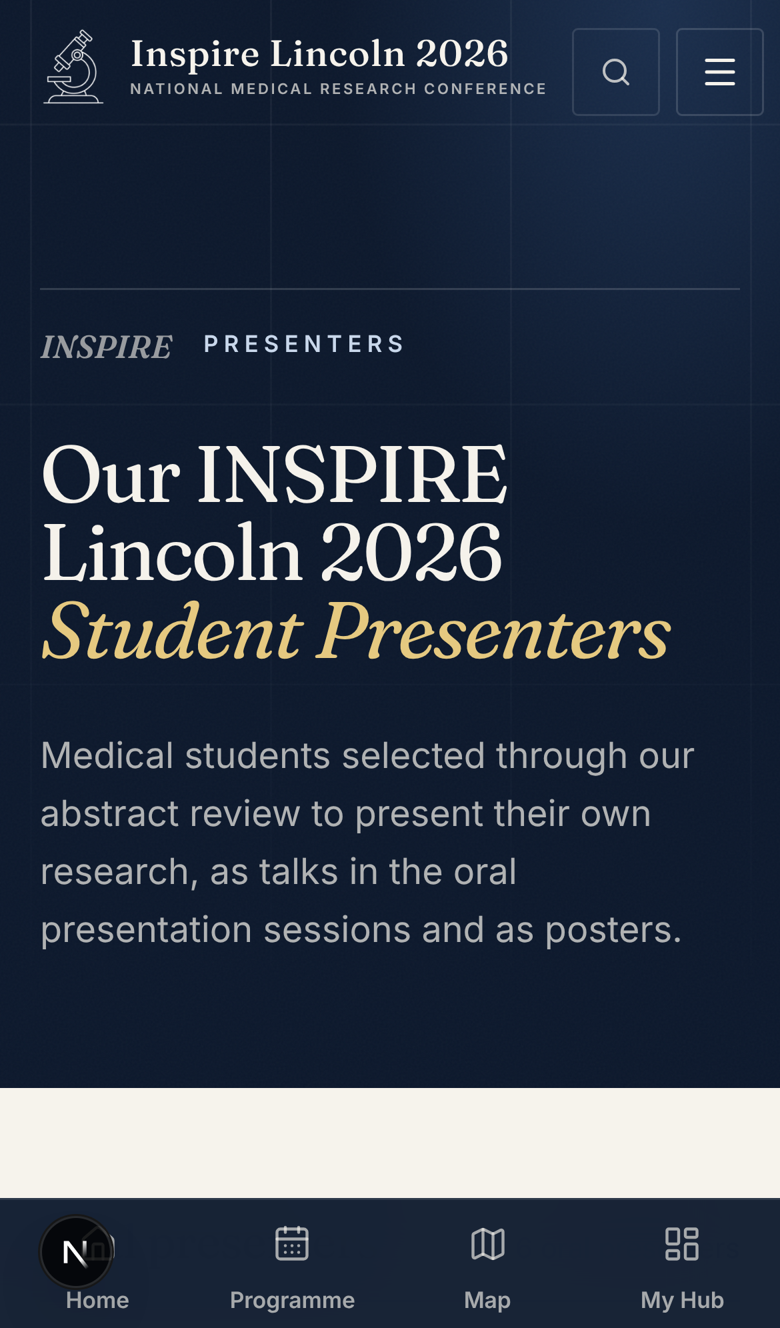 Inspire Lincoln 2026
NATIONAL MEDICAL RESEARCH CONFERENCE
INSPIRE PRESENTERS
Our INSPIRE
Lincoln 2026
Student Presenters
Medical students selected through our
abstract review to present their own
research, as talks in the oral
presentation sessions and as posters.
N
Home Programme Map My Hub